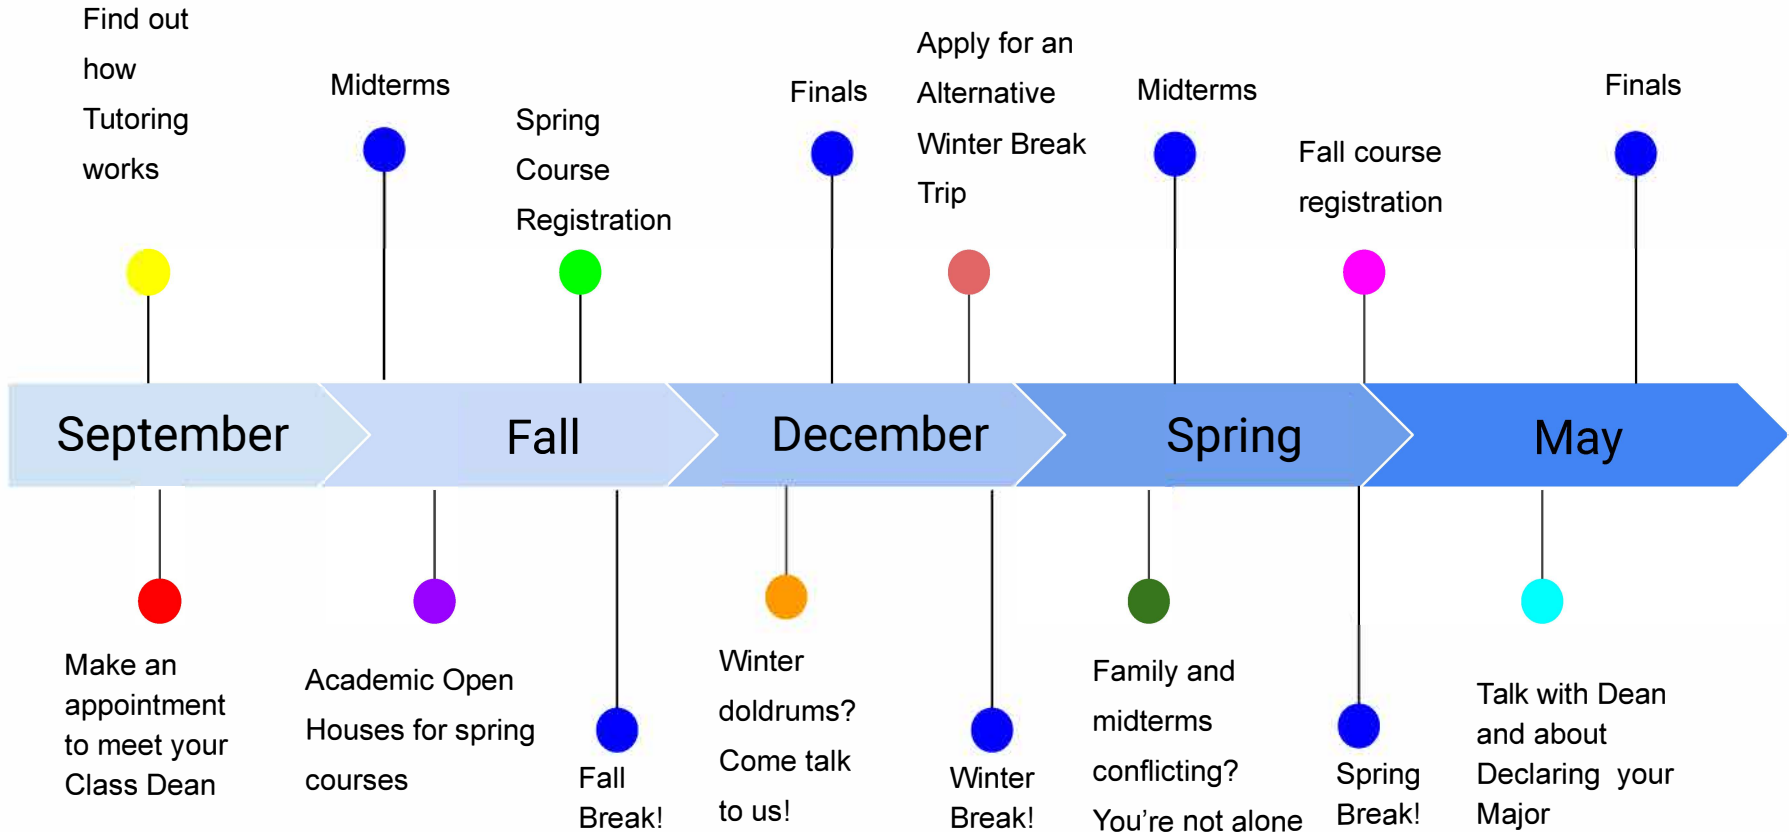 Find out
how
Tutoring
works
Midterms
Spring
Course
Registration
Finals
Apply for an
Alternative
Winter Break
Trip
Midterms
Fall course
registration
Finals
September
Fall
December
Spring
May
Make an
appointment
to meet your
Class Dean
Academic Open
Houses for spring
courses
Fall
Break!
Winter
doldrums?
Come talk
to us!
Winter
Break!
Family and
midterms
conflicting?
You're not alone
Spring
Break!
Talk with Dean
and about
Declaring  your
Major